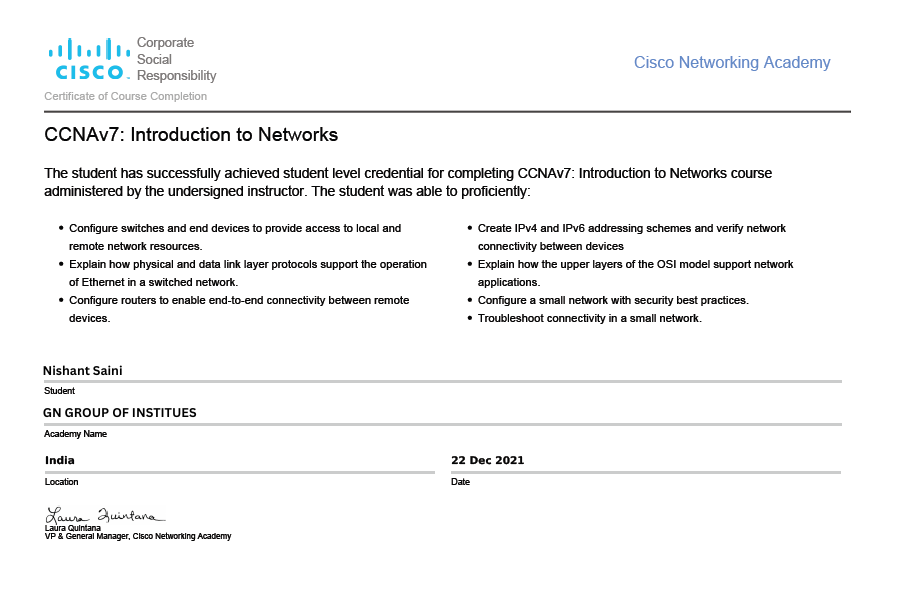 Corporate
Social
CISCO. Responsibility
Cisco Networking Academy
Certificate of Course Completion
CCNAv7: Introduction to Networks
The student has successfully achieved student level credential for completing CCNAv7: Introduction to Networks course
administered by the undersigned instructor. The student was able to proficiently:
• Configure switches and end devices to provide access to local and
remote network resources.
• Explain how physical and data link layer protocols support the operation
of Ethernet in a switched network.
• Configure routers to enable end-to-end connectivity between remote
devices.
• Create IPv4 and IPv6 addressing schemes and verify network
connectivity between devices
• Explain how the upper layers of the OSI model support network
applications.
• Configure a small network with security best practices.
• Troubleshoot connectivity in a small network.
Nishant Saini
Student
GN GROUP OF INSTITUES
Academy Name
India
Location
22 Dec 2021
Date
Laura Quintana
Laura Quintana
VP & General Manager, Cisco Networking Academy